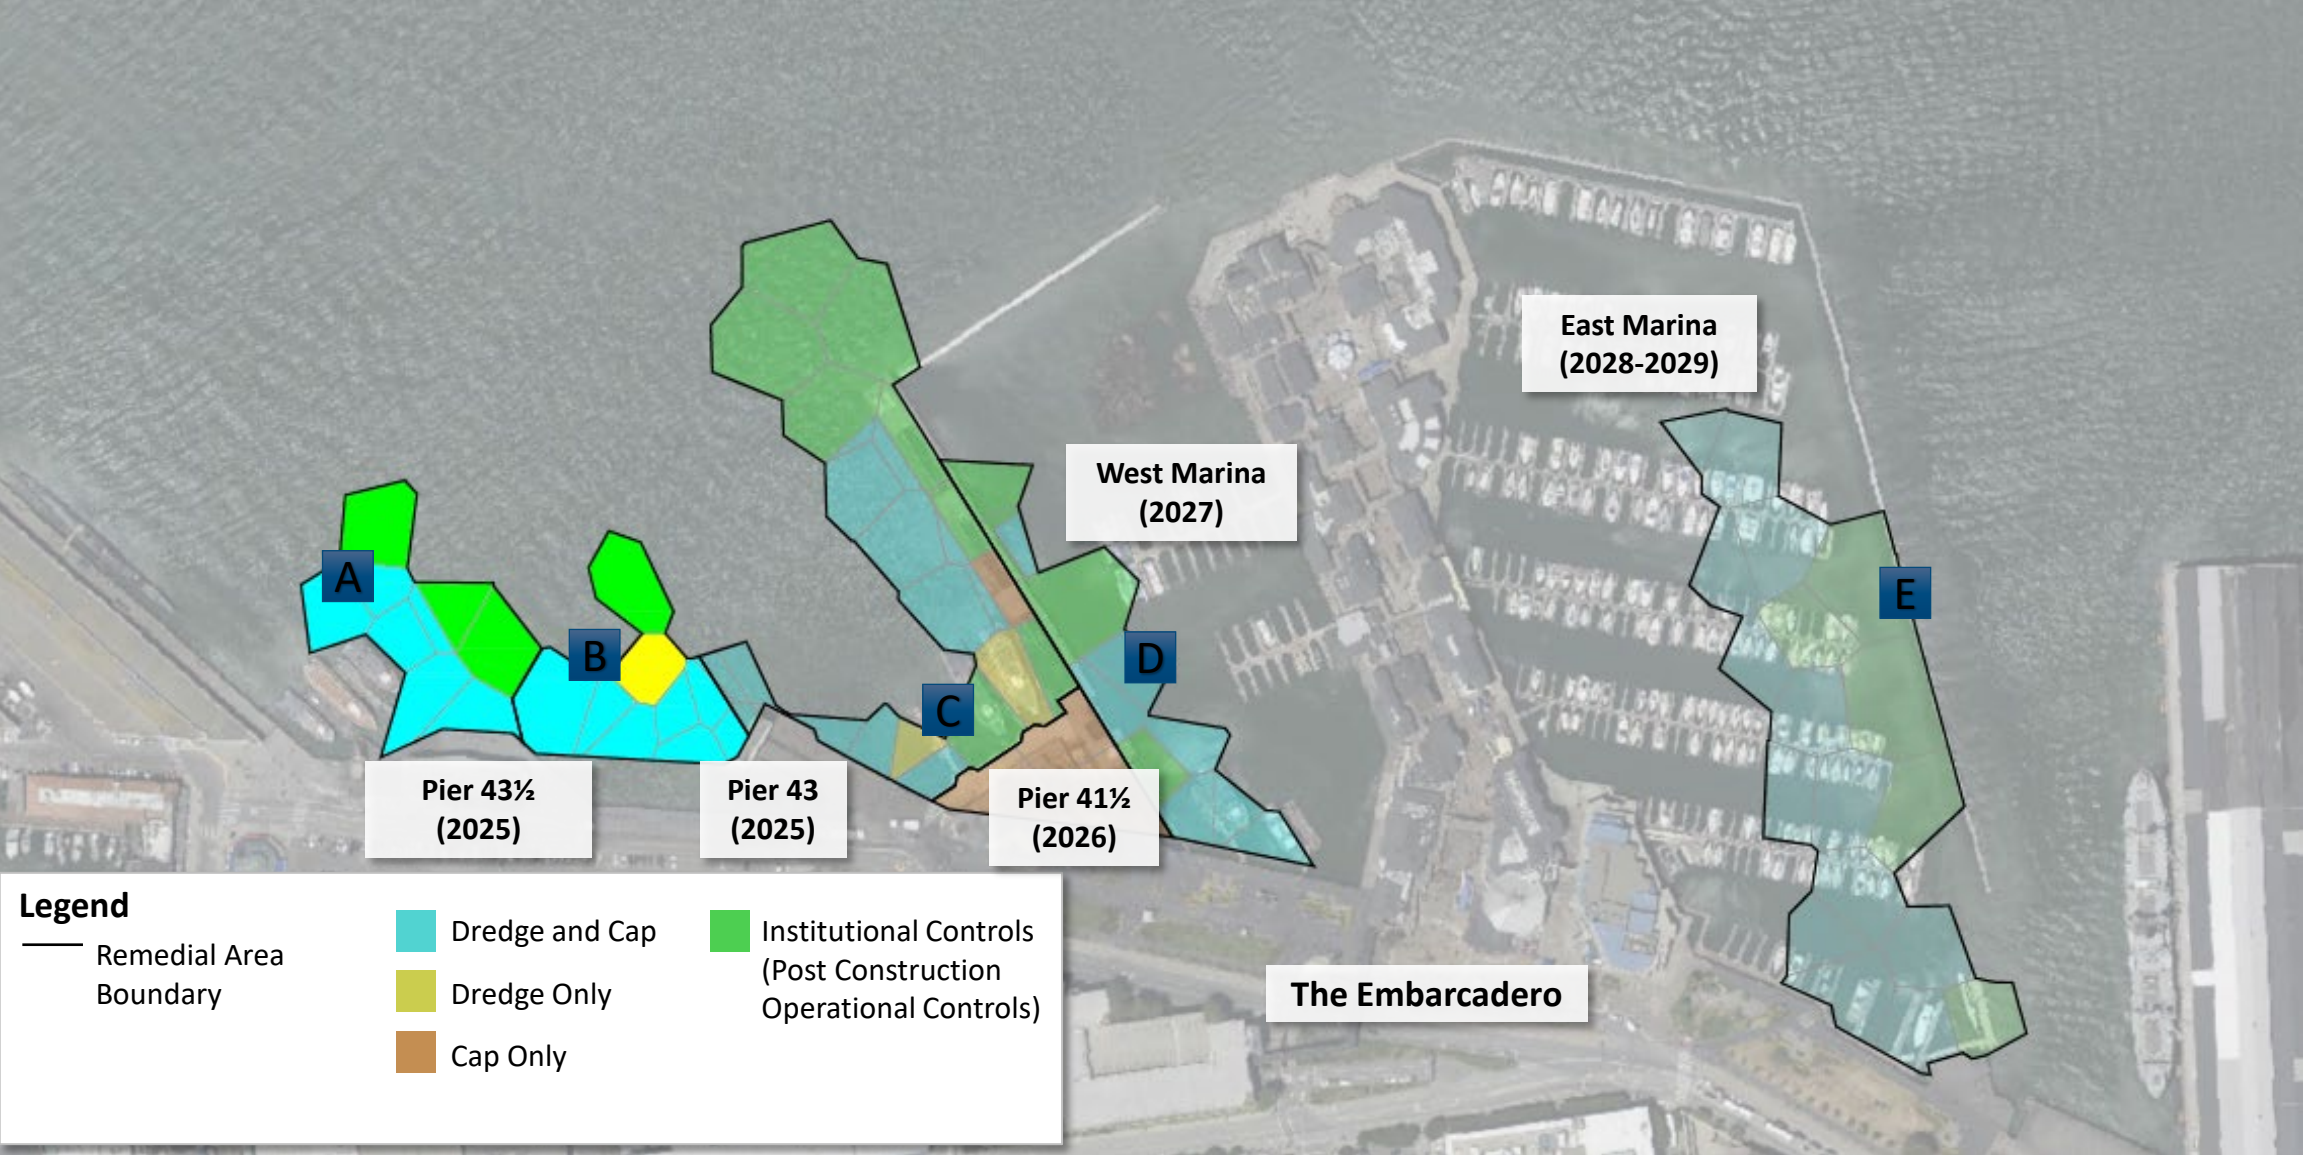 East Marina
(2028-2029)
West Marina
(2027)
A
B
C
D
E
Pier 43½
(2025)
Pier 43
(2025)
Pier 41½
(2026)
The Embarcadero
Legend
Remedial Area
Boundary
Dredge and Cap
Dredge Only
Cap Only
Institutional Controls
(Post Construction
Operational Controls)